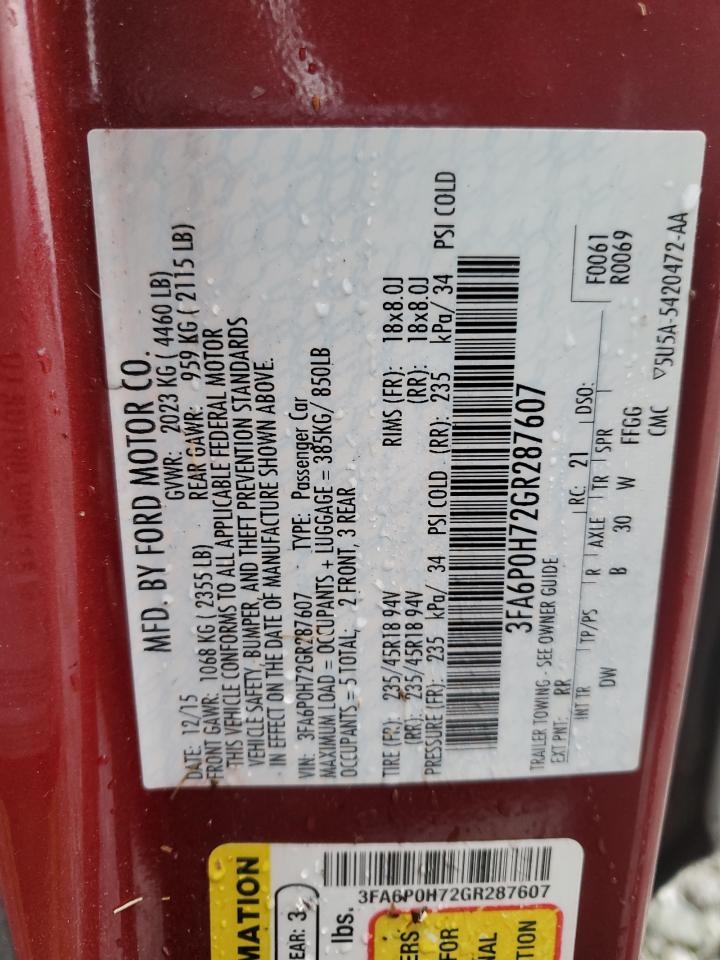 MFD. BY FORD MOTOR CO.
DATE: 12/15 GVWR: 2023 KG ( 4460 LB)
FRONT GAWR: 1068 KG ( 2355 LB) REAR GAWR: 959 KG ( 2115 LB)
THIS VEHICLE CONFORMS TO ALL APPLICABLE FEDERAL MOTOR
VEHICLE SAFETY, BUMPER, AND THEFT PREVENTION STANDARDS
IN EFFECT ON THE DATE OF MANUFACTURE SHOWN ABOVE.
VIN: 3FA6P0H72GR287607 TYPE: Passenger Car
MAXIMUM LOAD = OCCUPANTS + LUGGAGE = 385KG/ 850LB
OCCUPANTS = 5 TOTAL; 2 FRONT, 3 REAR
TIRE (FR): 235/45R18 94V RIMS (FR): 18x8.0J
(RR): 235/45R18 94V (RR): 18x8.0J
PRESSURE (FR): 235 kPa/ 34 PSI COLD (RR): 235 kPa/ 34 PSI COLD
3FA6P0H72GR287607
TRAILER TOWING - SEE OWNER GUIDE
EXT PNT: RR RC: 21 DSO: F0061
R0069
INT TR TP/PS R AXLE TR SPR
DW B 30 W FFGG
CMC ▽5U5A-5420472-AA
MATION
EAR: 3
lbs.
3FA6P0H72GR287607
ERS
FOR
NAL
TION